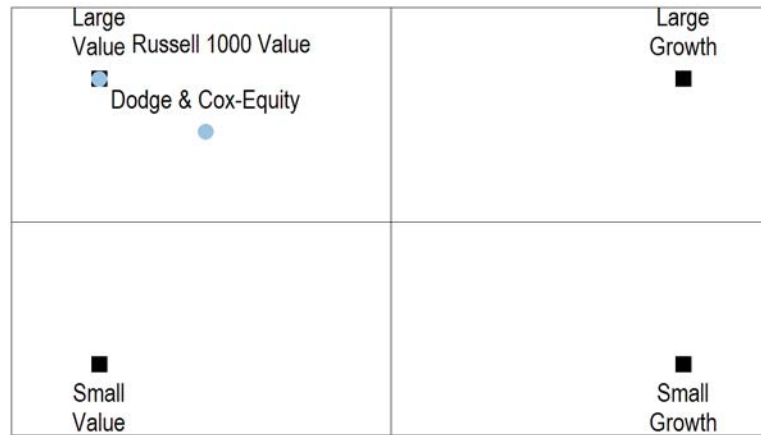 Large
Value Russell 1000 Value
Dodge & Cox-Equity
Large
Growth
Small
Value
Small
Growth